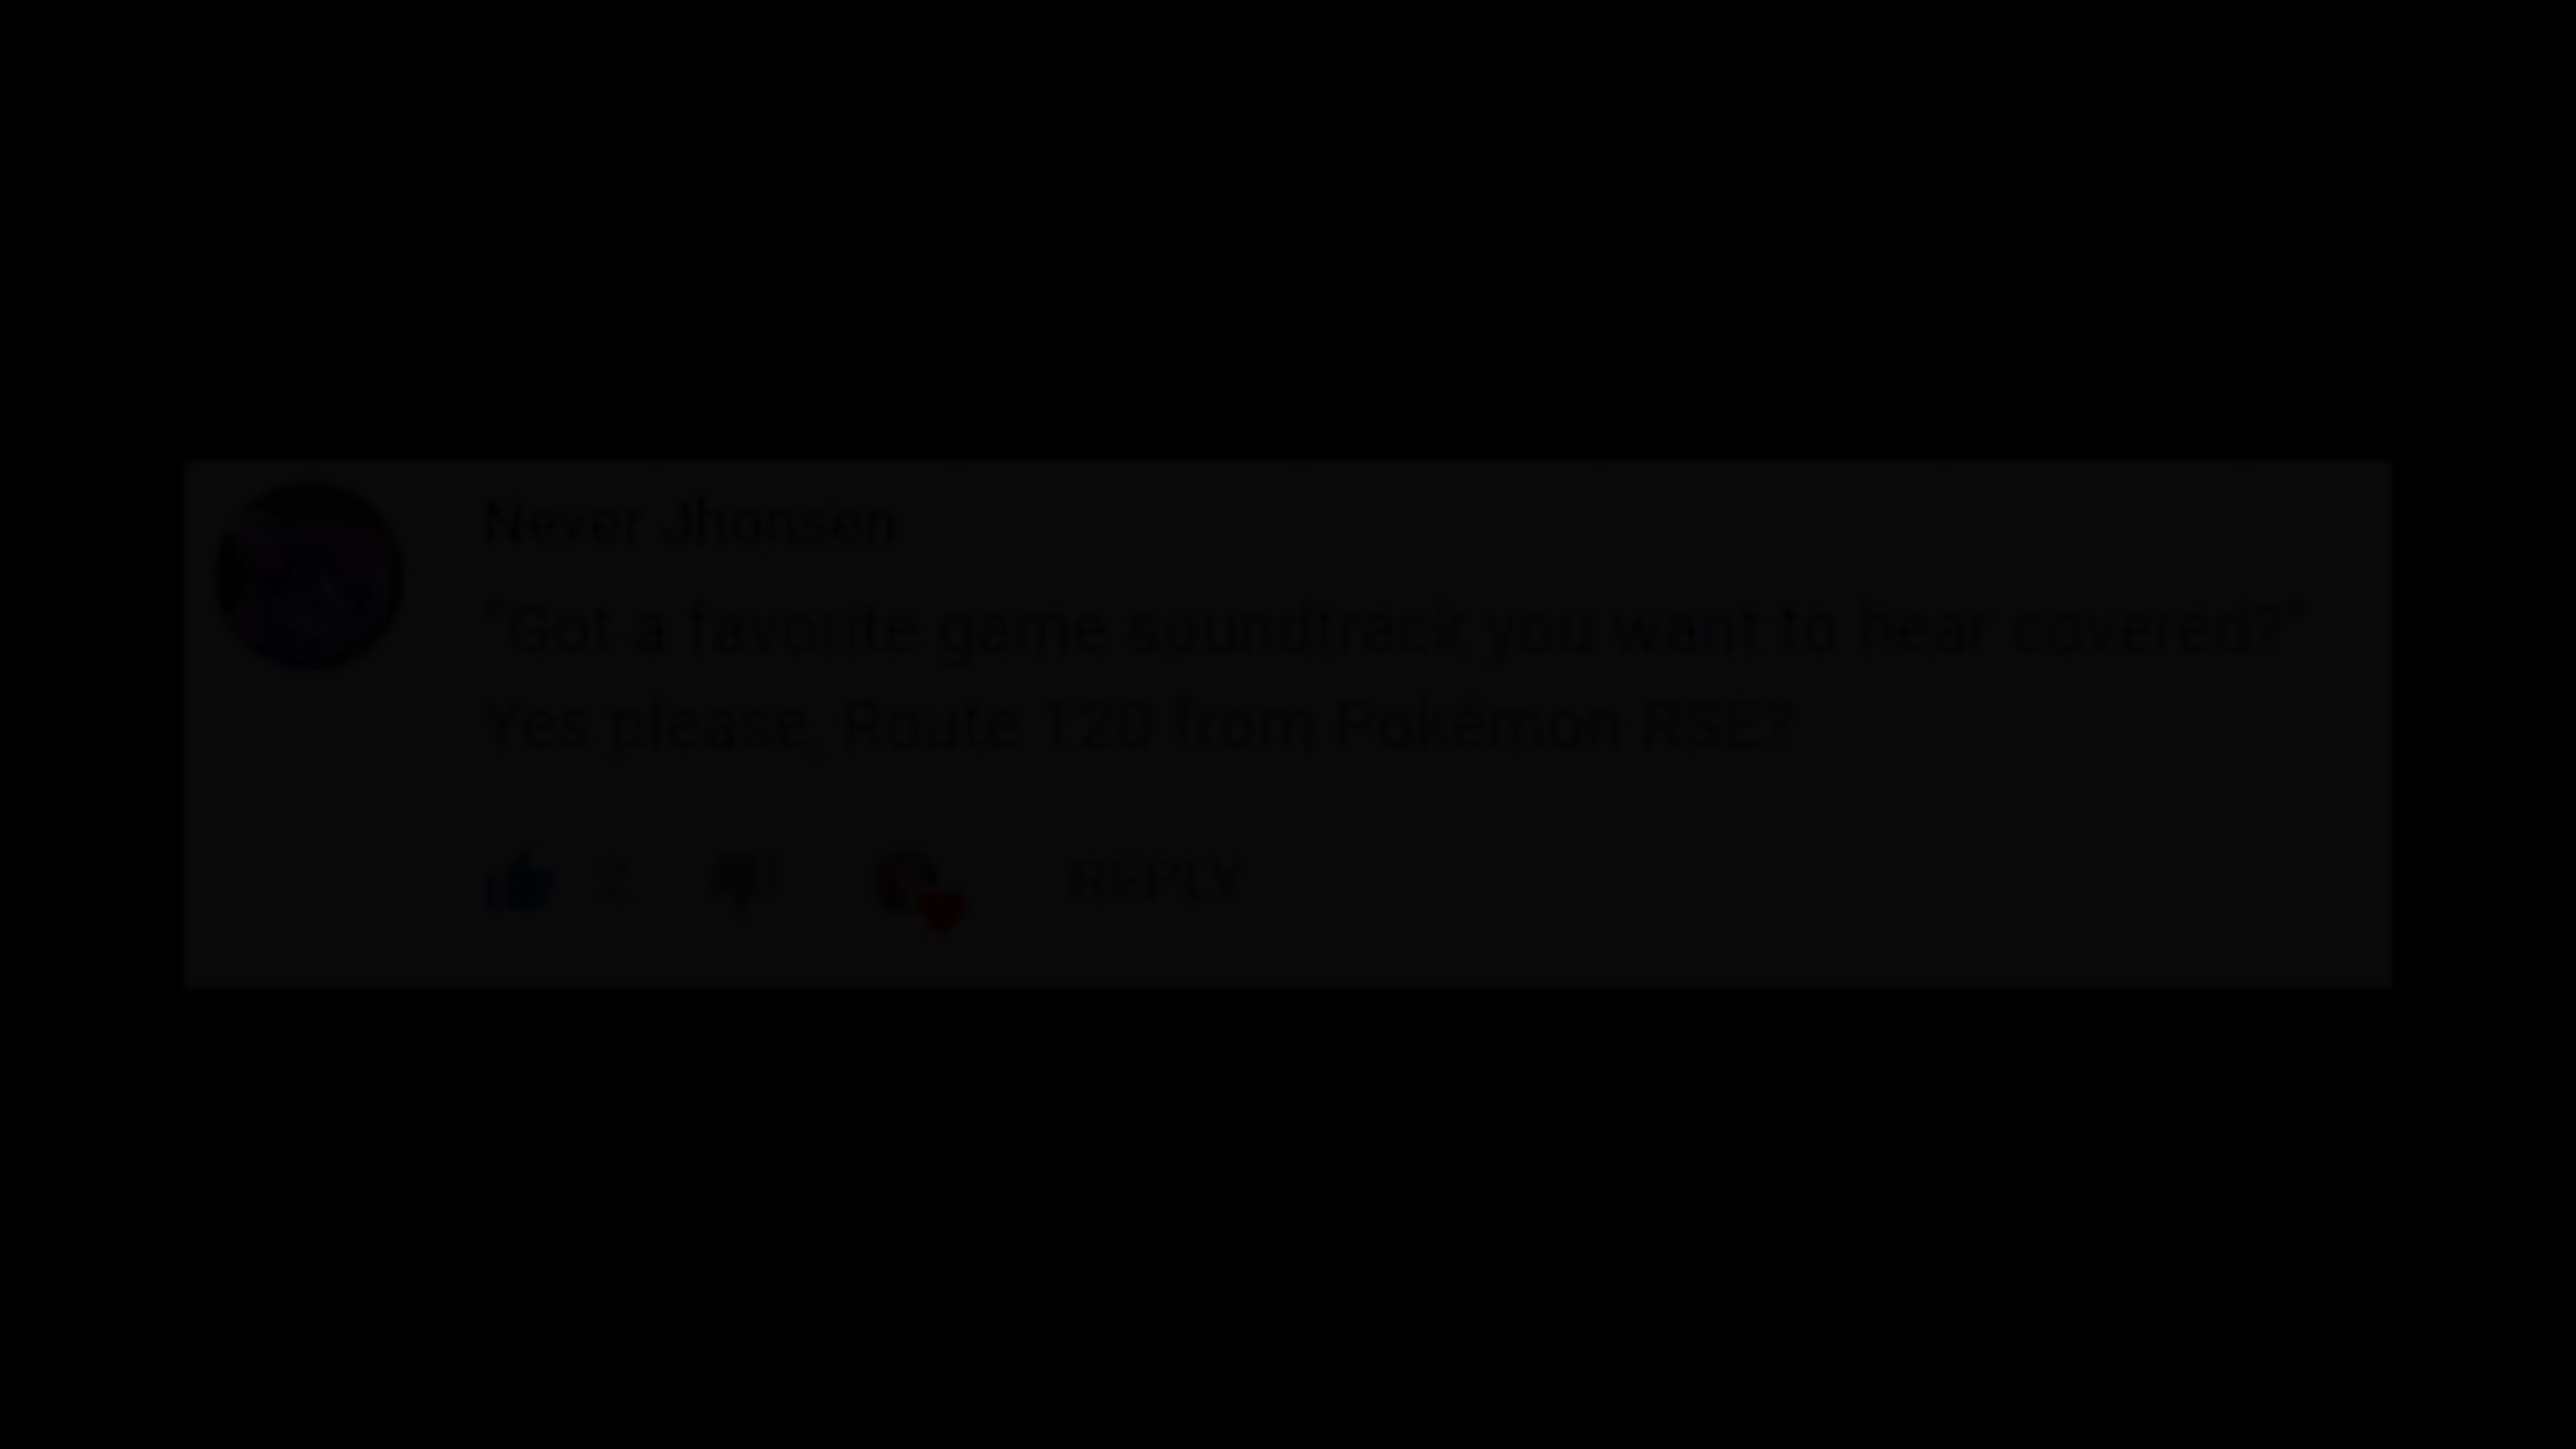 Never Jhonsen
"Got a favorite game soundtrack you want to hear covered?"
Yes please, Route 120 from Pokémon RSE?
2 REPLY